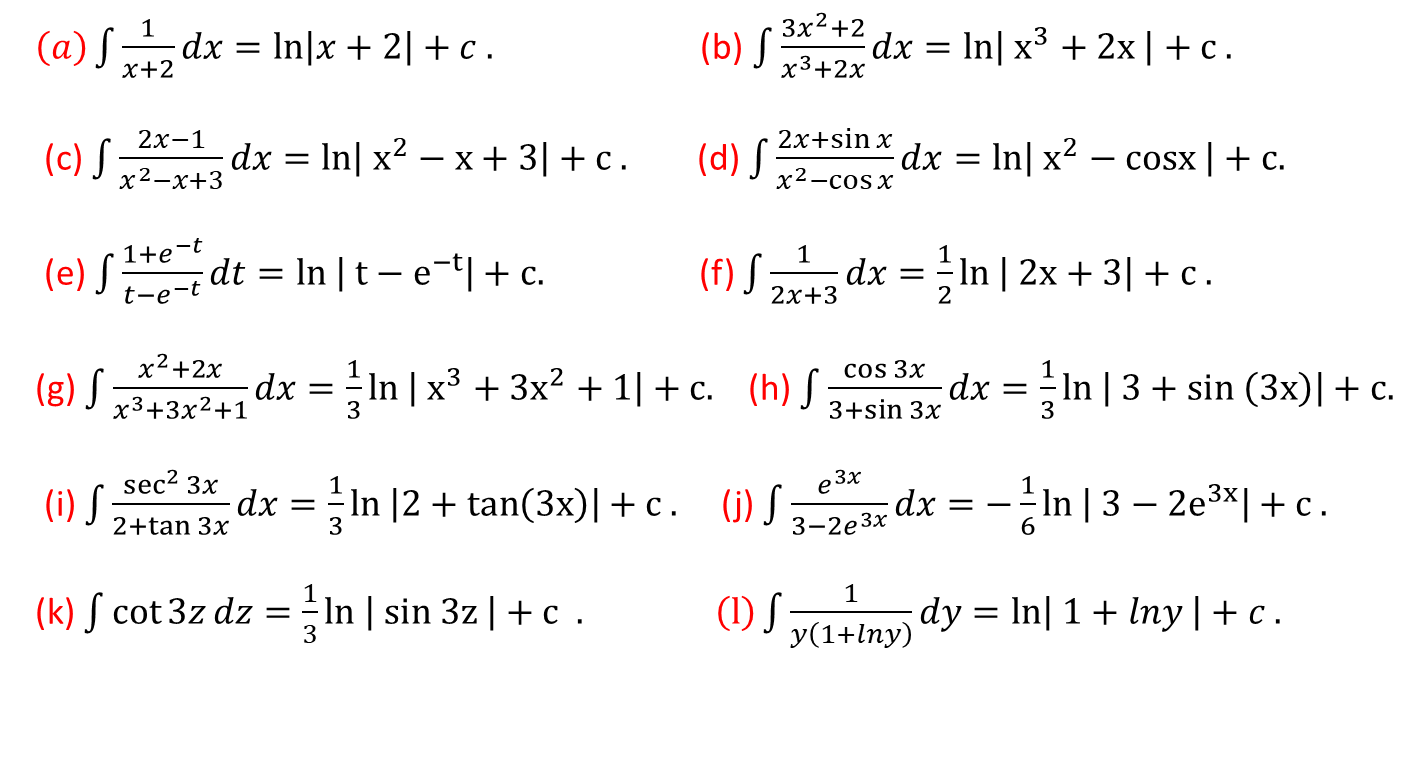 (a) ∫ 1/(x+2) dx = ln|x + 2| + c . (b) ∫ (3x²+2)/(x³+2x) dx = ln| x³ + 2x | + c .
(c) ∫ (2x−1)/(x²−x+3) dx = ln| x² − x + 3| + c . (d) ∫ (2x+sin x)/(x²−cos x) dx = ln| x² − cosx | + c.
(e) ∫ (1+e⁻ᵗ)/(t−e⁻ᵗ) dt = ln | t − e⁻ᵗ| + c. (f) ∫ 1/(2x+3) dx = 1/2 ln | 2x + 3| + c .
(g) ∫ (x²+2x)/(x³+3x²+1) dx = 1/3 ln | x³ + 3x² + 1| + c. (h) ∫ cos 3x/(3+sin 3x) dx = 1/3 ln | 3 + sin (3x)| + c.
(i) ∫ sec² 3x/(2+tan 3x) dx = 1/3 ln |2 + tan(3x)| + c . (j) ∫ e³ˣ/(3−2e³ˣ) dx = − 1/6 ln | 3 − 2e³ˣ| + c .
(k) ∫ cot 3z dz = 1/3 ln | sin 3z | + c . (l) ∫ 1/(y(1+lny)) dy = ln| 1 + lny | + c .